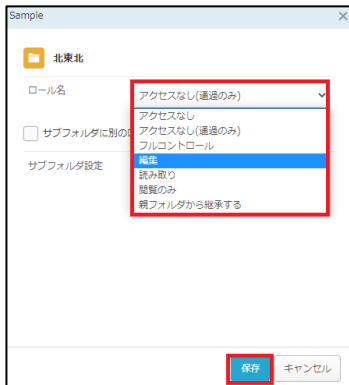 Sample
北東北
ロール名
アクセスなし(通過のみ)
アクセスなし
アクセスなし(通過のみ)
フルコントロール
サブフォルダに別の
編集
サブフォルダ設定
読み取り
閲覧のみ
親フォルダから継承する
保存
キャンセル